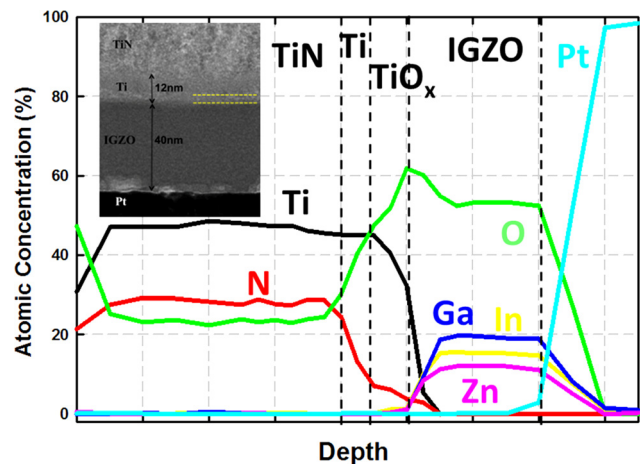 100
80
60
40
20
0
Atomic Concentration (%)
Depth
TiN
Ti
TiOx
IGZO
Pt
TiN
Ti
12nm
IGZO
40nm
Pt
Ti
N
O
Ga
In
Zn